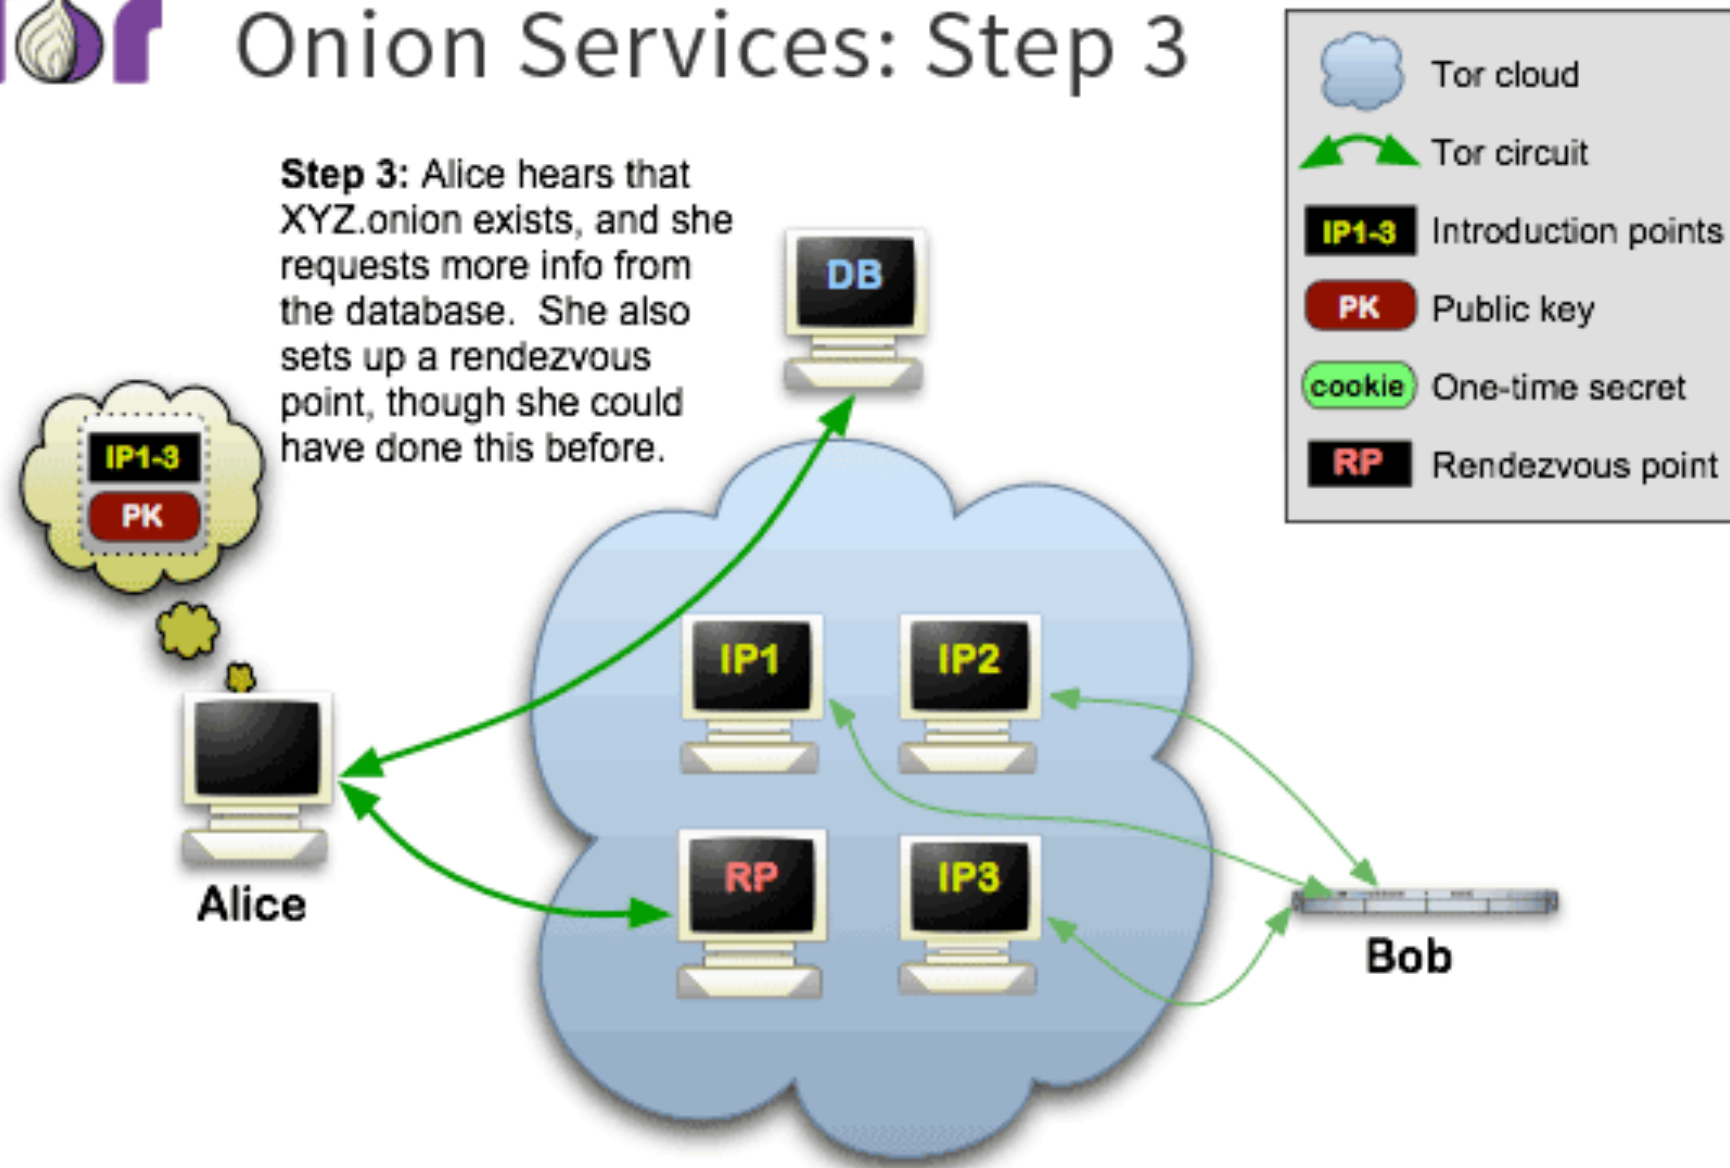 Tor Onion Services: Step 3
Step 3: Alice hears that
XYZ.onion exists, and she
requests more info from
the database. She also
sets up a rendezvous
point, though she could
have done this before.
Tor cloud
Tor circuit
IP1-3 Introduction points
PK Public key
cookie One-time secret
RP Rendezvous point
DB
IP1-3
PK
IP1
IP2
RP
IP3
Alice
Bob